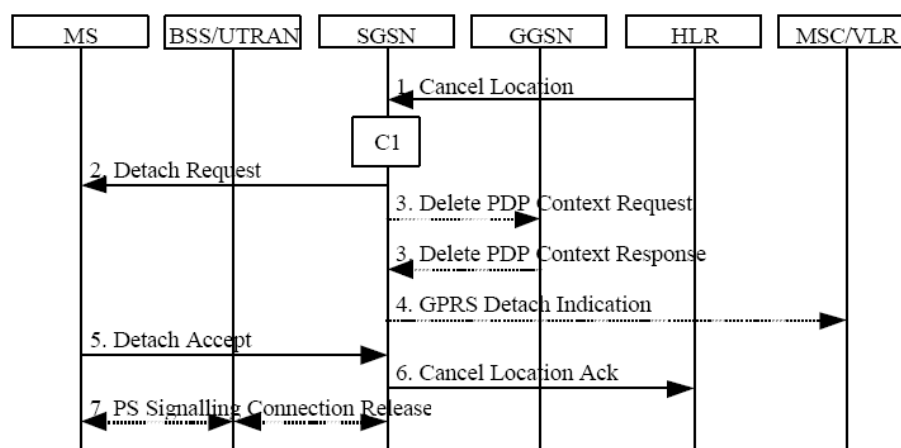 MS BSS/UTRAN SGSN GGSN HLR MSC/VLR
1. Cancel Location
C1
2. Detach Request
3. Delete PDP Context Request
3. Delete PDP Context Response
4. GPRS Detach Indication
5. Detach Accept
6. Cancel Location Ack
7. PS Signalling Connection Release